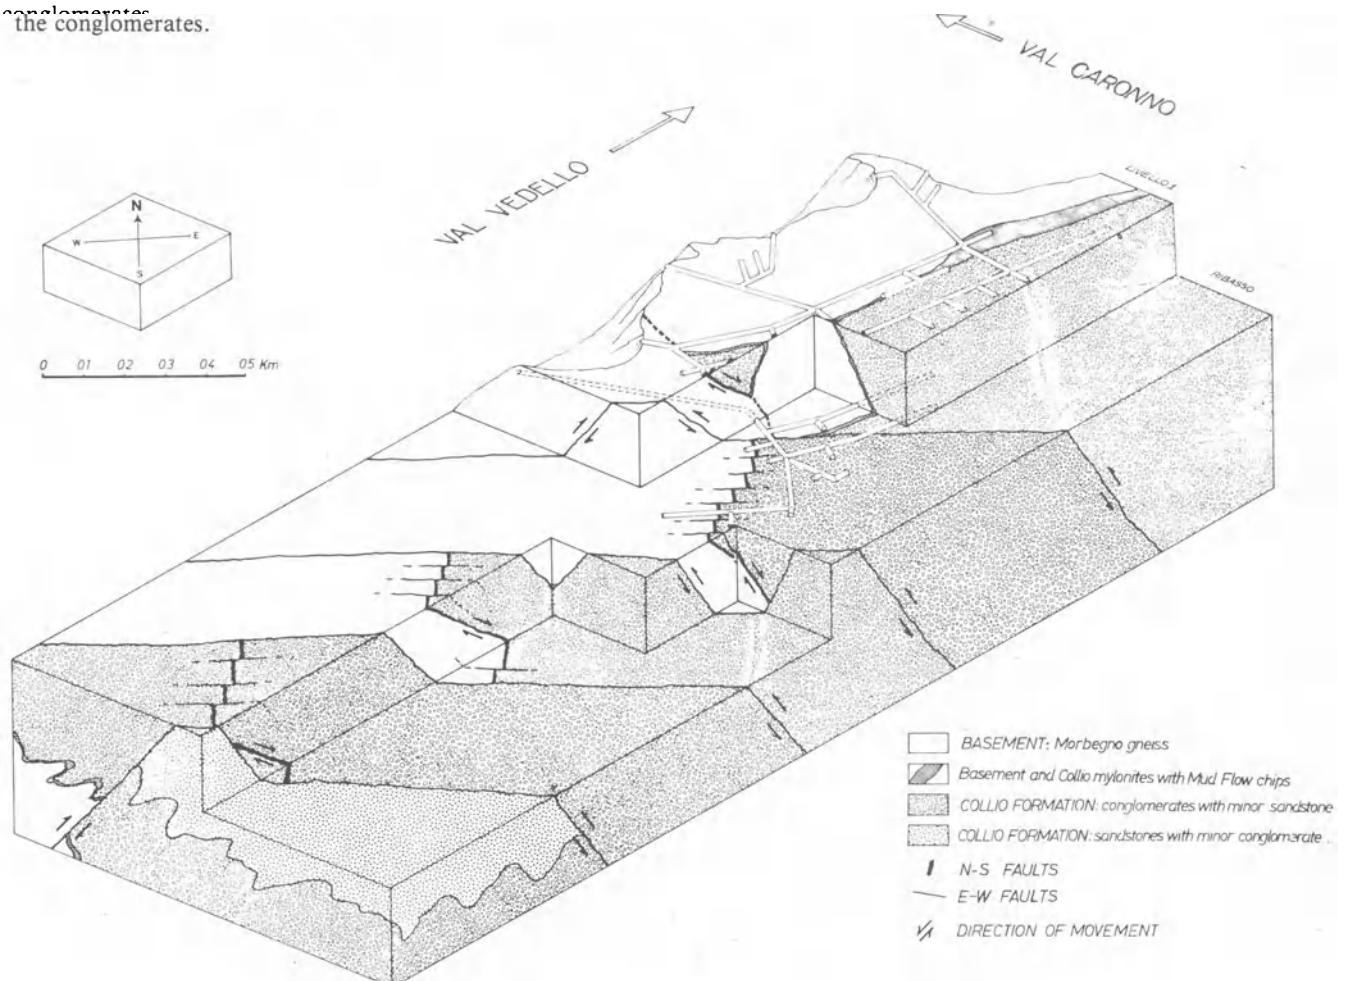 conglomerates
the conglomerates.
VAL CARONNO
VAL VEDELLO
LIVELLO 1
RIBASSO
N
W E
S
0 01 02 03 04 05 Km
BASEMENT: Morbegno gneiss
Basement and Collio mylonites with Mud Flow chips
COLLIO FORMATION: conglomerates with minor sandstone
COLLIO FORMATION: sandstones with minor conglomerate
N-S FAULTS
E-W FAULTS
DIRECTION OF MOVEMENT